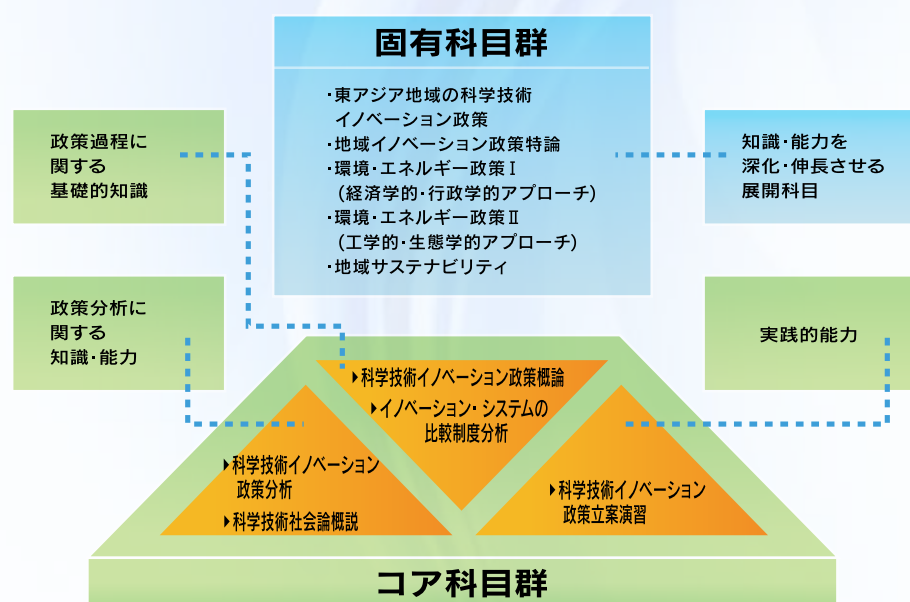 固有科目群
・東アジア地域の科学技術
イノベーション政策
・地域イノベーション政策特論
・環境・エネルギー政策Ⅰ
(経済学的・行政学的アプローチ)
・環境・エネルギー政策Ⅱ
(工学的・生態学的アプローチ)
・地域サステナビリティ
政策過程に
関する
基礎的知識
知識・能力を
深化・伸長させる
展開科目
政策分析に
関する
知識・能力
実践的能力
▶科学技術イノベーション政策概論
▶イノベーション・システムの
比較制度分析
▶科学技術イノベーション
政策分析
▶科学技術社会論概説
▶科学技術イノベーション
政策立案演習
コア科目群